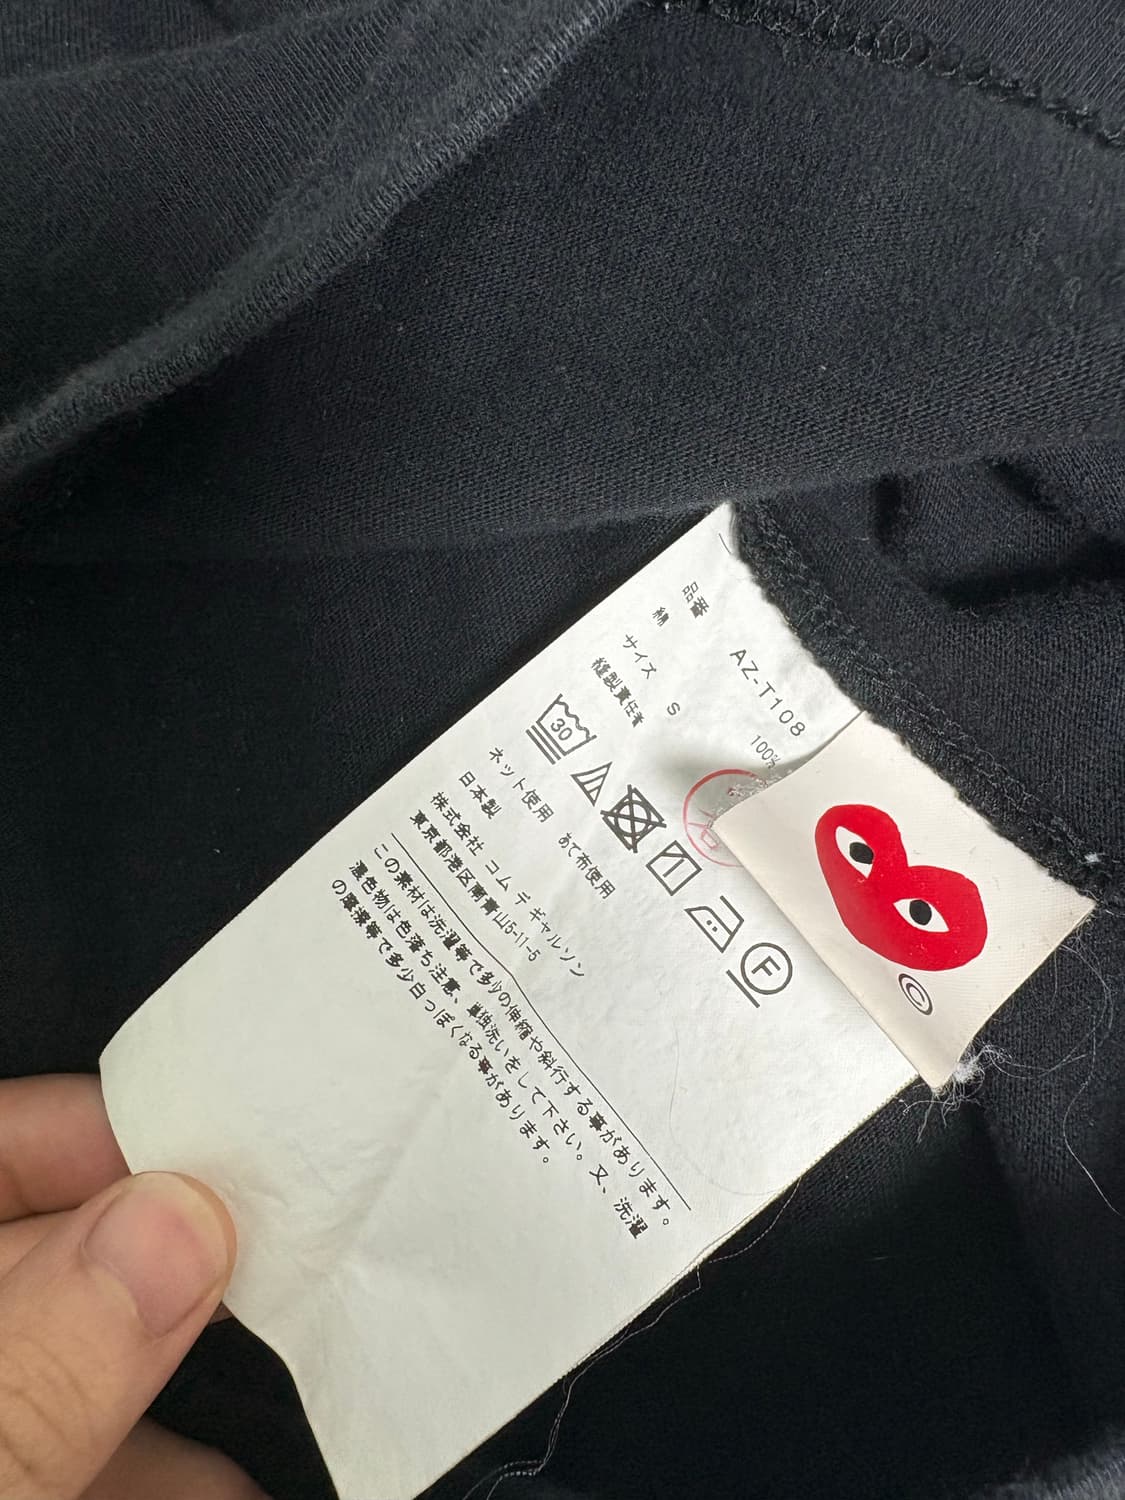 品番 AZ-T108
綿 100%
サイズ S
縫製責任者
30
F
ネット使用 あて布使用
日本製
株式会社 コム デ ギャルソン
東京都港区南青山5-11-5
この素材は洗濯等で多少の伸縮や斜行する事があります。
濃色物は色落ち注意、単独洗いをして下さい。又、洗濯
の摩擦等で多少白っぽくなる事があります。
©